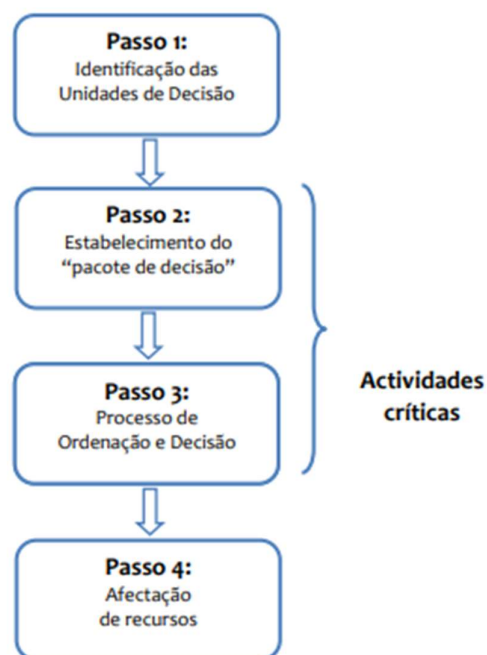 Passo 1:
Identificação das
Unidades de Decisão
Passo 2:
Estabelecimento do
“pacote de decisão”
Passo 3:
Processo de
Ordenação e Decisão
Actividades
críticas
Passo 4:
Afectação
de recursos